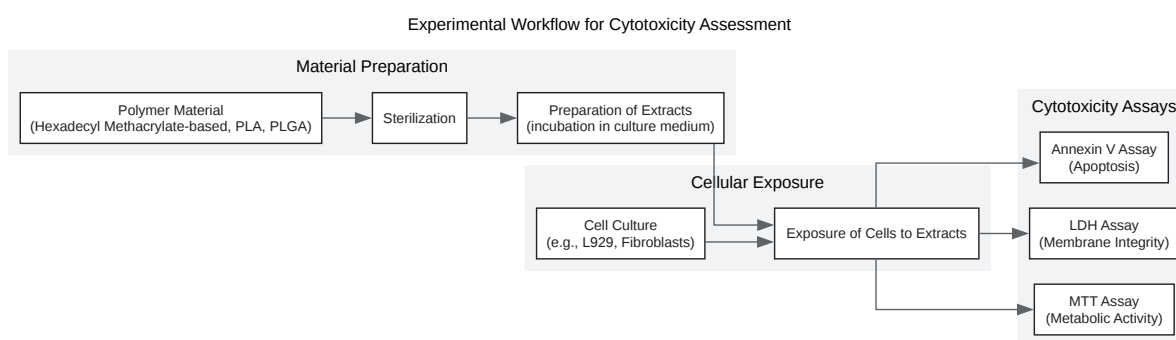 Experimental Workflow for Cytotoxicity Assessment
Material Preparation
Polymer Material
(Hexadecyl Methacrylate-based, PLA, PLGA)
Sterilization
Preparation of Extracts
(incubation in culture medium)
Cellular Exposure
Cell Culture
(e.g., L929, Fibroblasts)
Exposure of Cells to Extracts
Cytotoxicity Assays
Annexin V Assay
(Apoptosis)
LDH Assay
(Membrane Integrity)
MTT Assay
(Metabolic Activity)